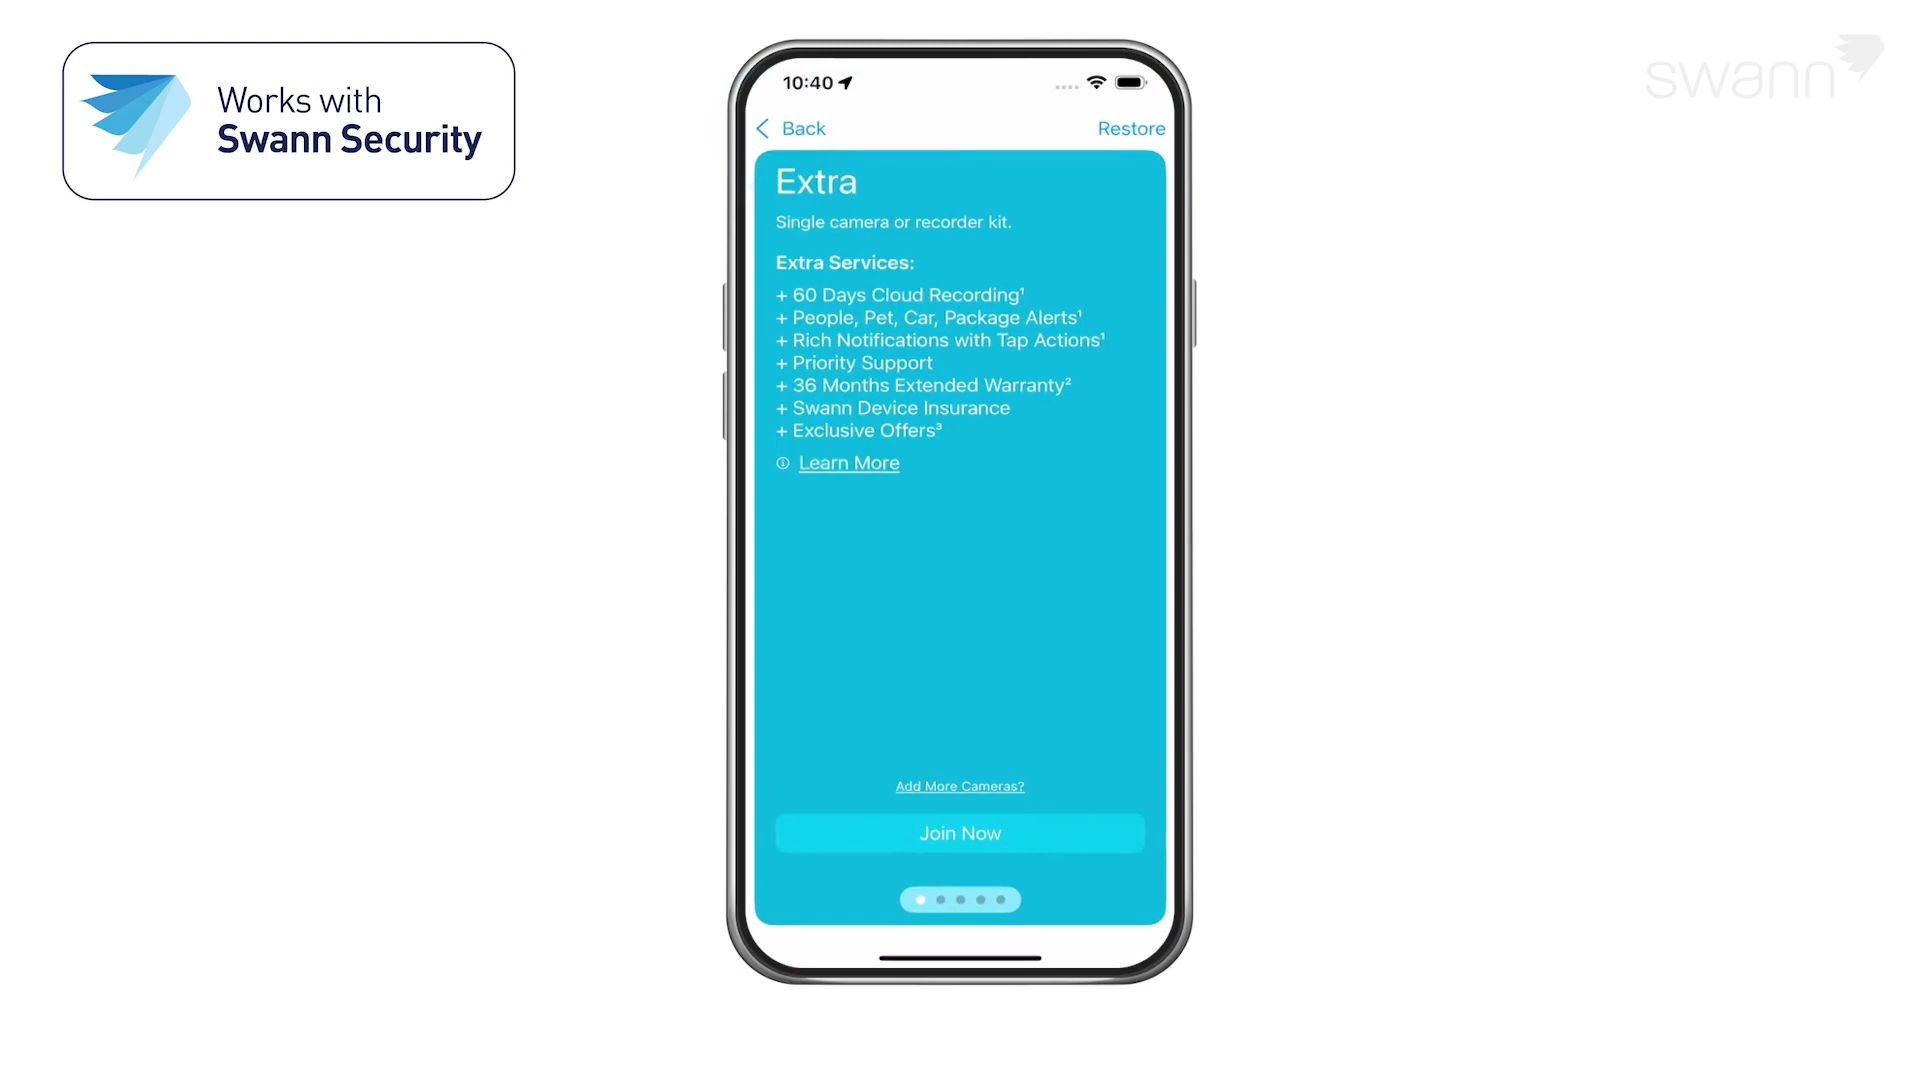 Works with
Swann Security
swann
10:40
Back
Restore
Extra
Single camera or recorder kit.
Extra Services:
+ 60 Days Cloud Recording¹
+ People, Pet, Car, Package Alerts¹
+ Rich Notifications with Tap Actions¹
+ Priority Support
+ 36 Months Extended Warranty²
+ Swann Device Insurance
+ Exclusive Offers³
Learn More
Add More Cameras?
Join Now